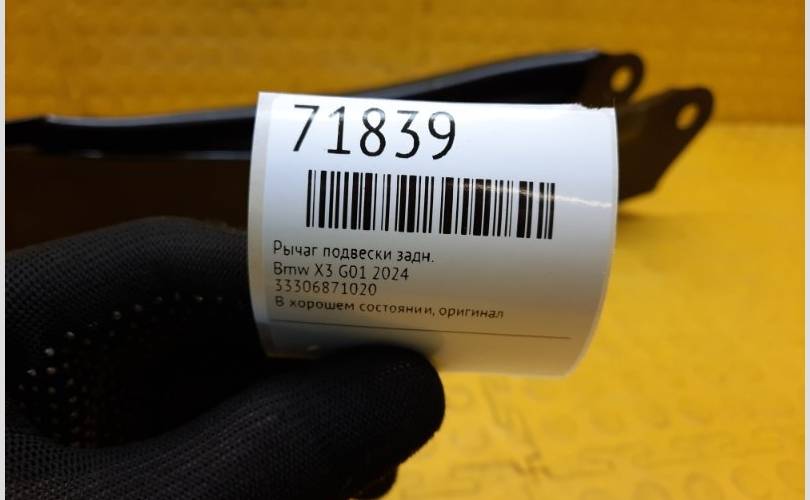 71839
Рычаг подвески задн.
Bmw X3 G01 2024
33306871020
В хорошем состоянии, оригинал